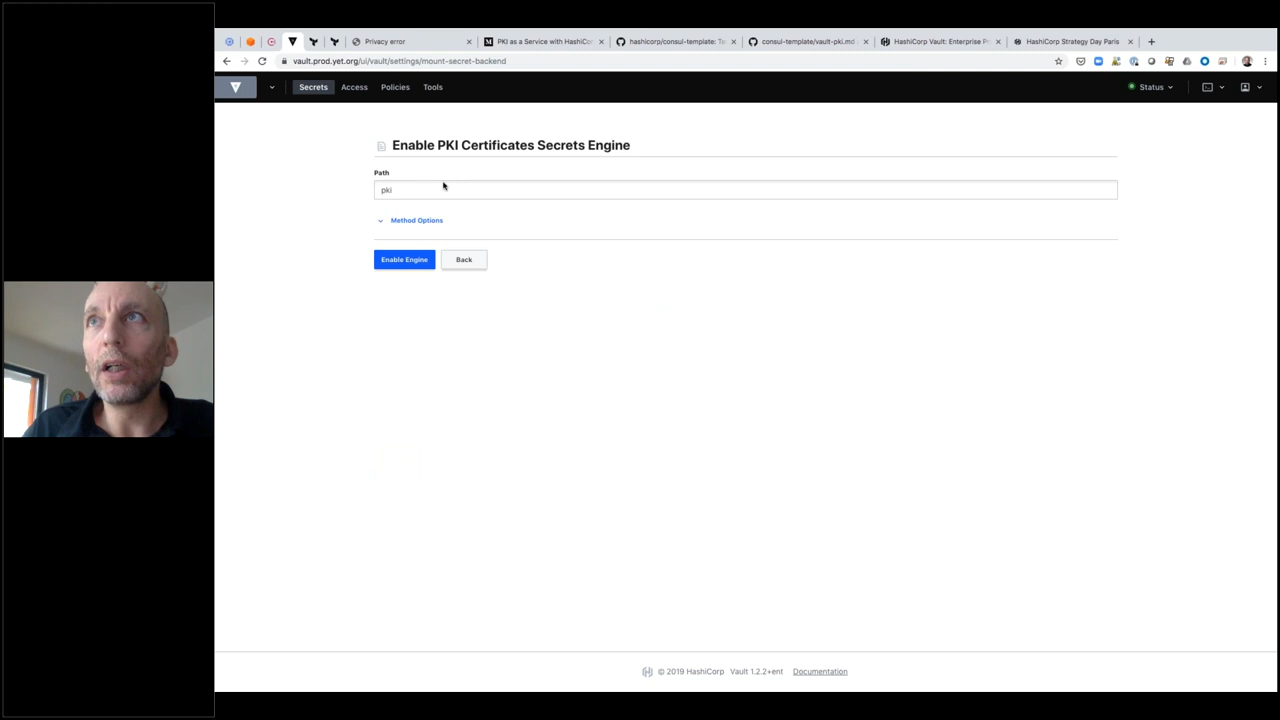 Privacy error
PKI as a Service with HashiCor
hashicorp/consul-template: Te
consul-template/vault-pki.md
HashiCorp Vault: Enterprise Pr
HashiCorp Strategy Day Paris
vault.prod.yet.org/ui/vault/settings/mount-secret-backend
Secrets
Access
Policies
Tools
Status
Enable PKI Certificates Secrets Engine
Path
pki
Method Options
Enable Engine
Back
© 2019 HashiCorp Vault 1.2.2+ent Documentation